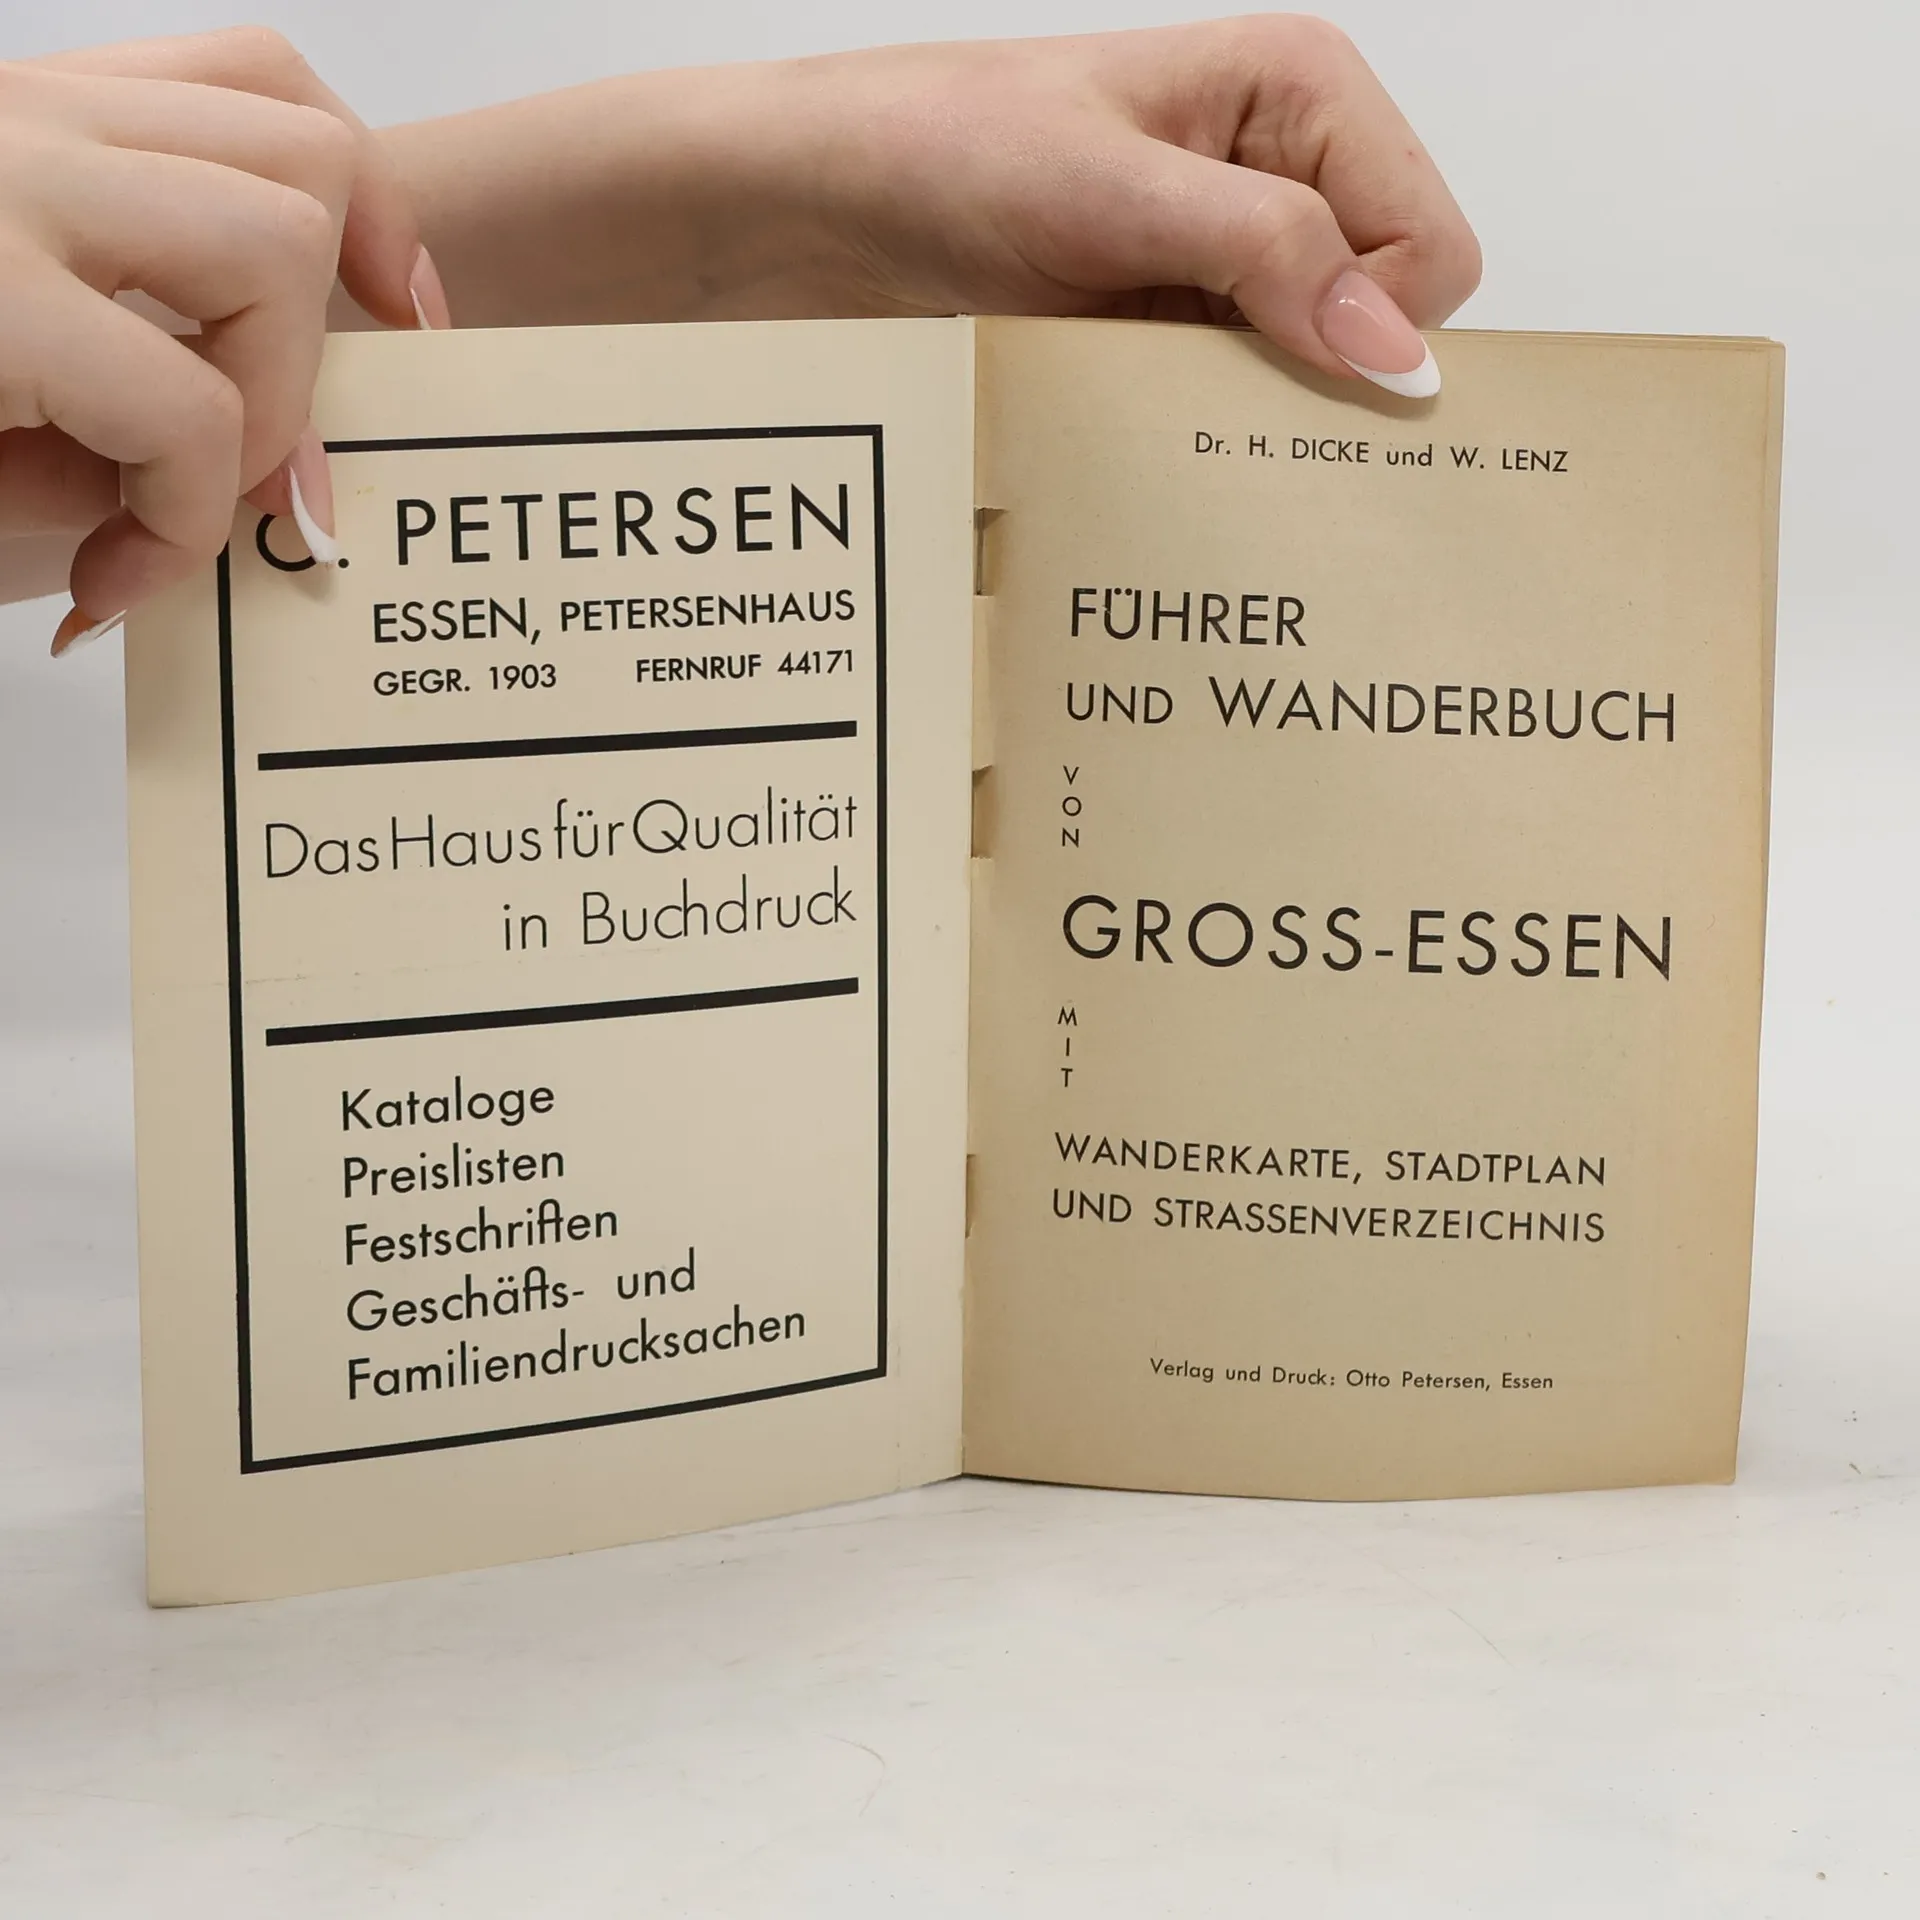 O. PETERSEN
ESSEN, PETERSENHAUS
GEGR. 1903 FERNRUF 44171
Das Haus für Qualität
in Buchdruck
Kataloge
Preislisten
Festschriften
Geschäfts- und
Familiendrucksachen
Dr. H. DICKE und W. LENZ
FÜHRER
UND WANDERBUCH
VON
GROSS-ESSEN
MIT
WANDERKARTE, STADTPLAN
UND STRASSENVERZEICHNIS
Verlag und Druck: Otto Petersen, Essen